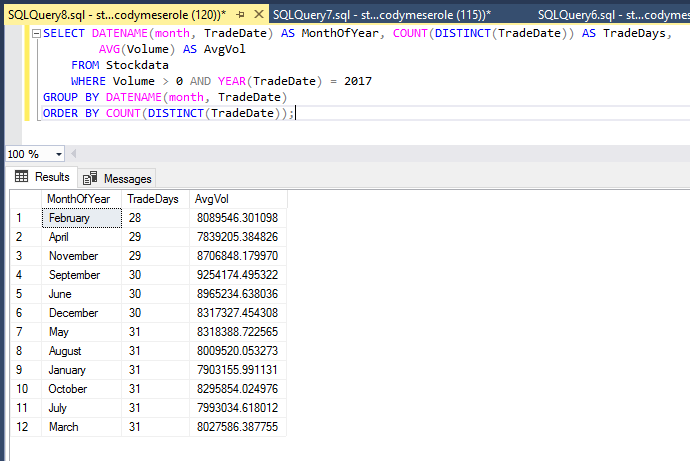 SQLQuery8.sql - st...codymeserole (120))* SQLQuery7.sql - st...codymeserole (115))* SQLQuery6.sql - st...codymes
SELECT DATENAME(month, TradeDate) AS MonthOfYear, COUNT(DISTINCT(TradeDate)) AS TradeDays,
AVG(Volume) AS AvgVol
FROM Stockdata
WHERE Volume > 0 AND YEAR(TradeDate) = 2017
GROUP BY DATENAME(month, TradeDate)
ORDER BY COUNT(DISTINCT(TradeDate));
100 %
Results Messages
MonthOfYear TradeDays AvgVol
1 February 28 8089546.301098
2 April 29 7839205.384826
3 November 29 8706848.179970
4 September 30 9254174.495322
5 June 30 8965234.638036
6 December 30 8317327.454308
7 May 31 8318388.722565
8 August 31 8009520.053273
9 January 31 7903155.991131
10 October 31 8295854.024976
11 July 31 7993034.618012
12 March 31 8027586.387755